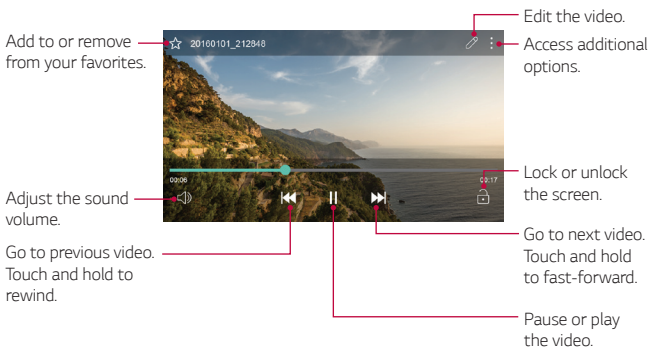 Edit the video.
Add to or remove
from your favorites.
20160101_212848
Access additional
options.
00:06
00:17
Lock or unlock
the screen.
Adjust the sound
volume.
Go to previous video.
Touch and hold to
rewind.
Go to next video.
Touch and hold
to fast-forward.
Pause or play
the video.